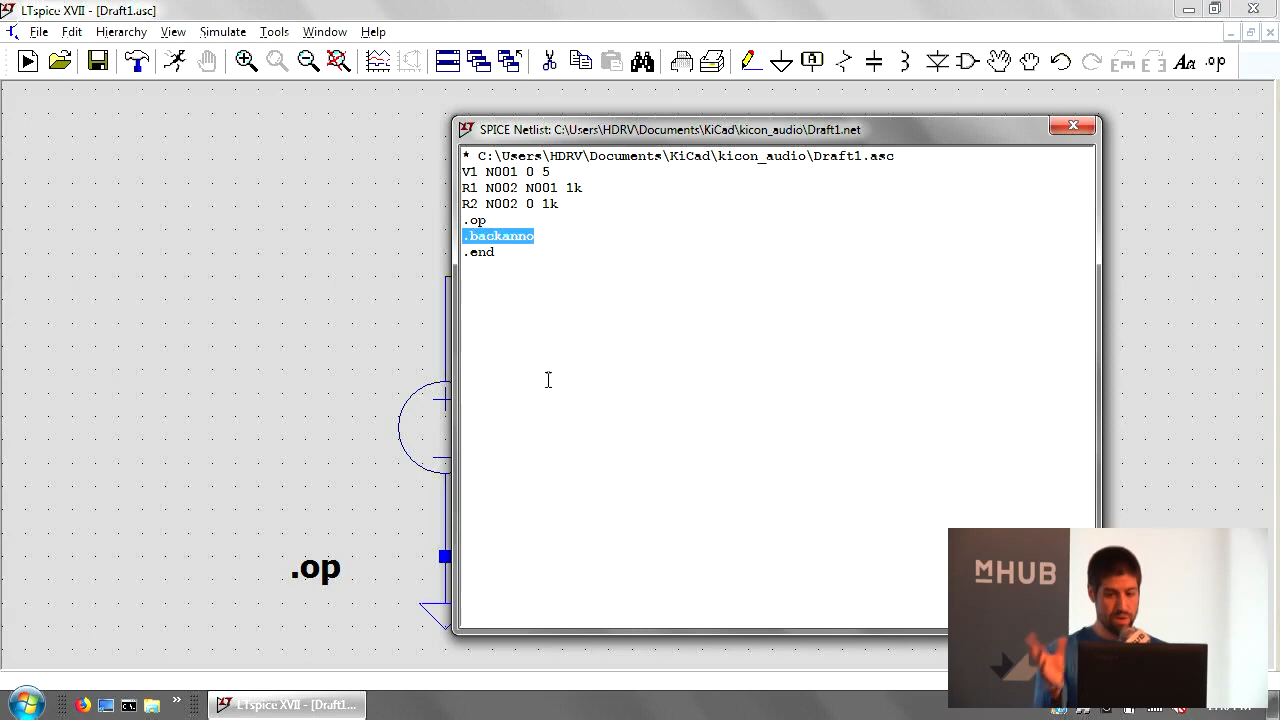 LTspice XVII - [Draft1.asc]
File Edit Hierarchy View Simulate Tools Window Help
.op
SPICE Netlist: C:\Users\HDRV\Documents\KiCad\kicon_audio\Draft1.net
* C:\Users\HDRV\Documents\KiCad\kicon_audio\Draft1.asc
V1 N001 0 5
R1 N002 N001 1k
R2 N002 0 1k
.op
.backanno
.end
.op
MHUB
LTspice XVII - [Draft1...